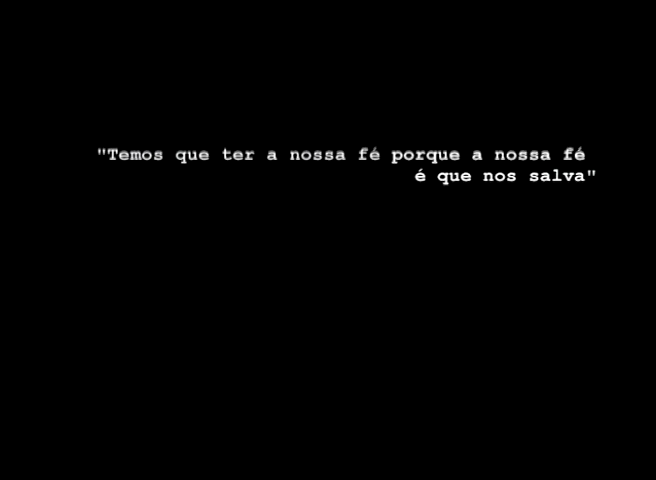 "Temos que ter a nossa fé porque a nossa fé
é que nos salva"